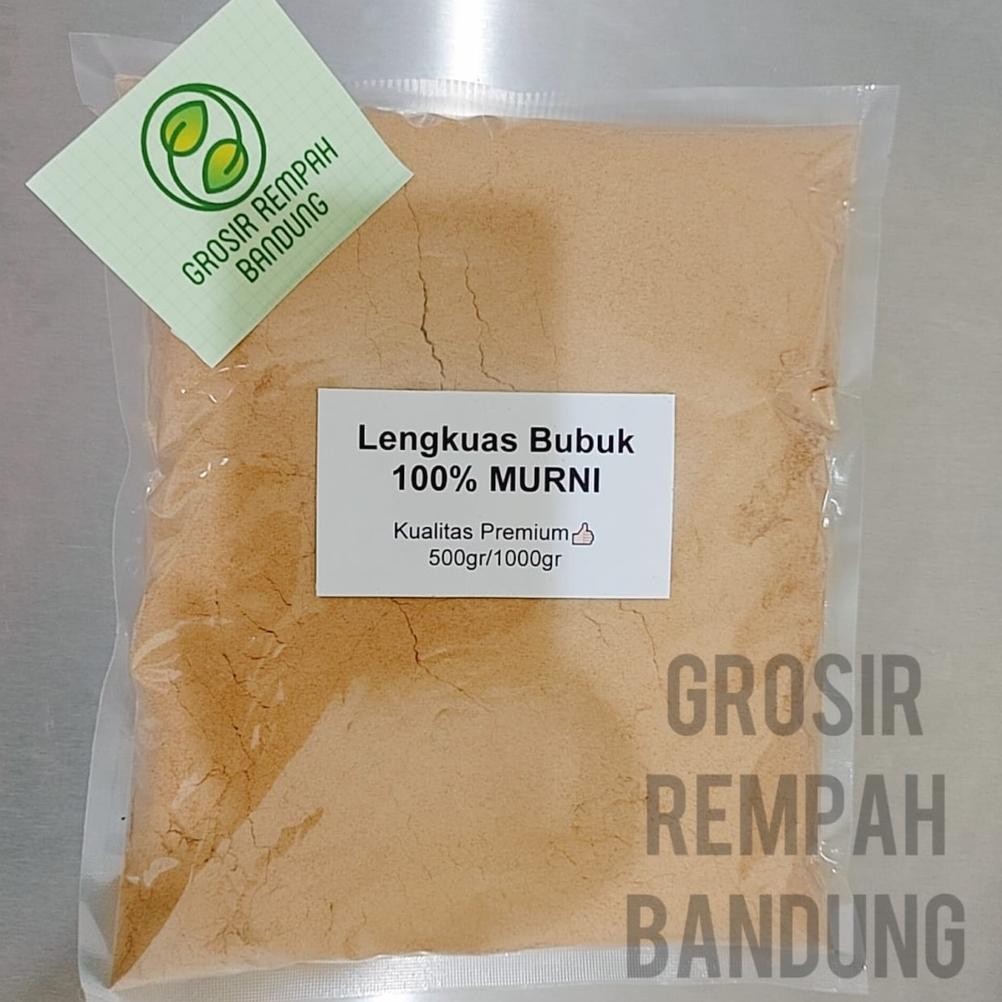 GROSIR REMPAH
BANDUNG
Lengkuas Bubuk
100% MURNI
Kualitas Premium👍
500gr/1000gr
GROSIR
REMPAH
BANDUNG